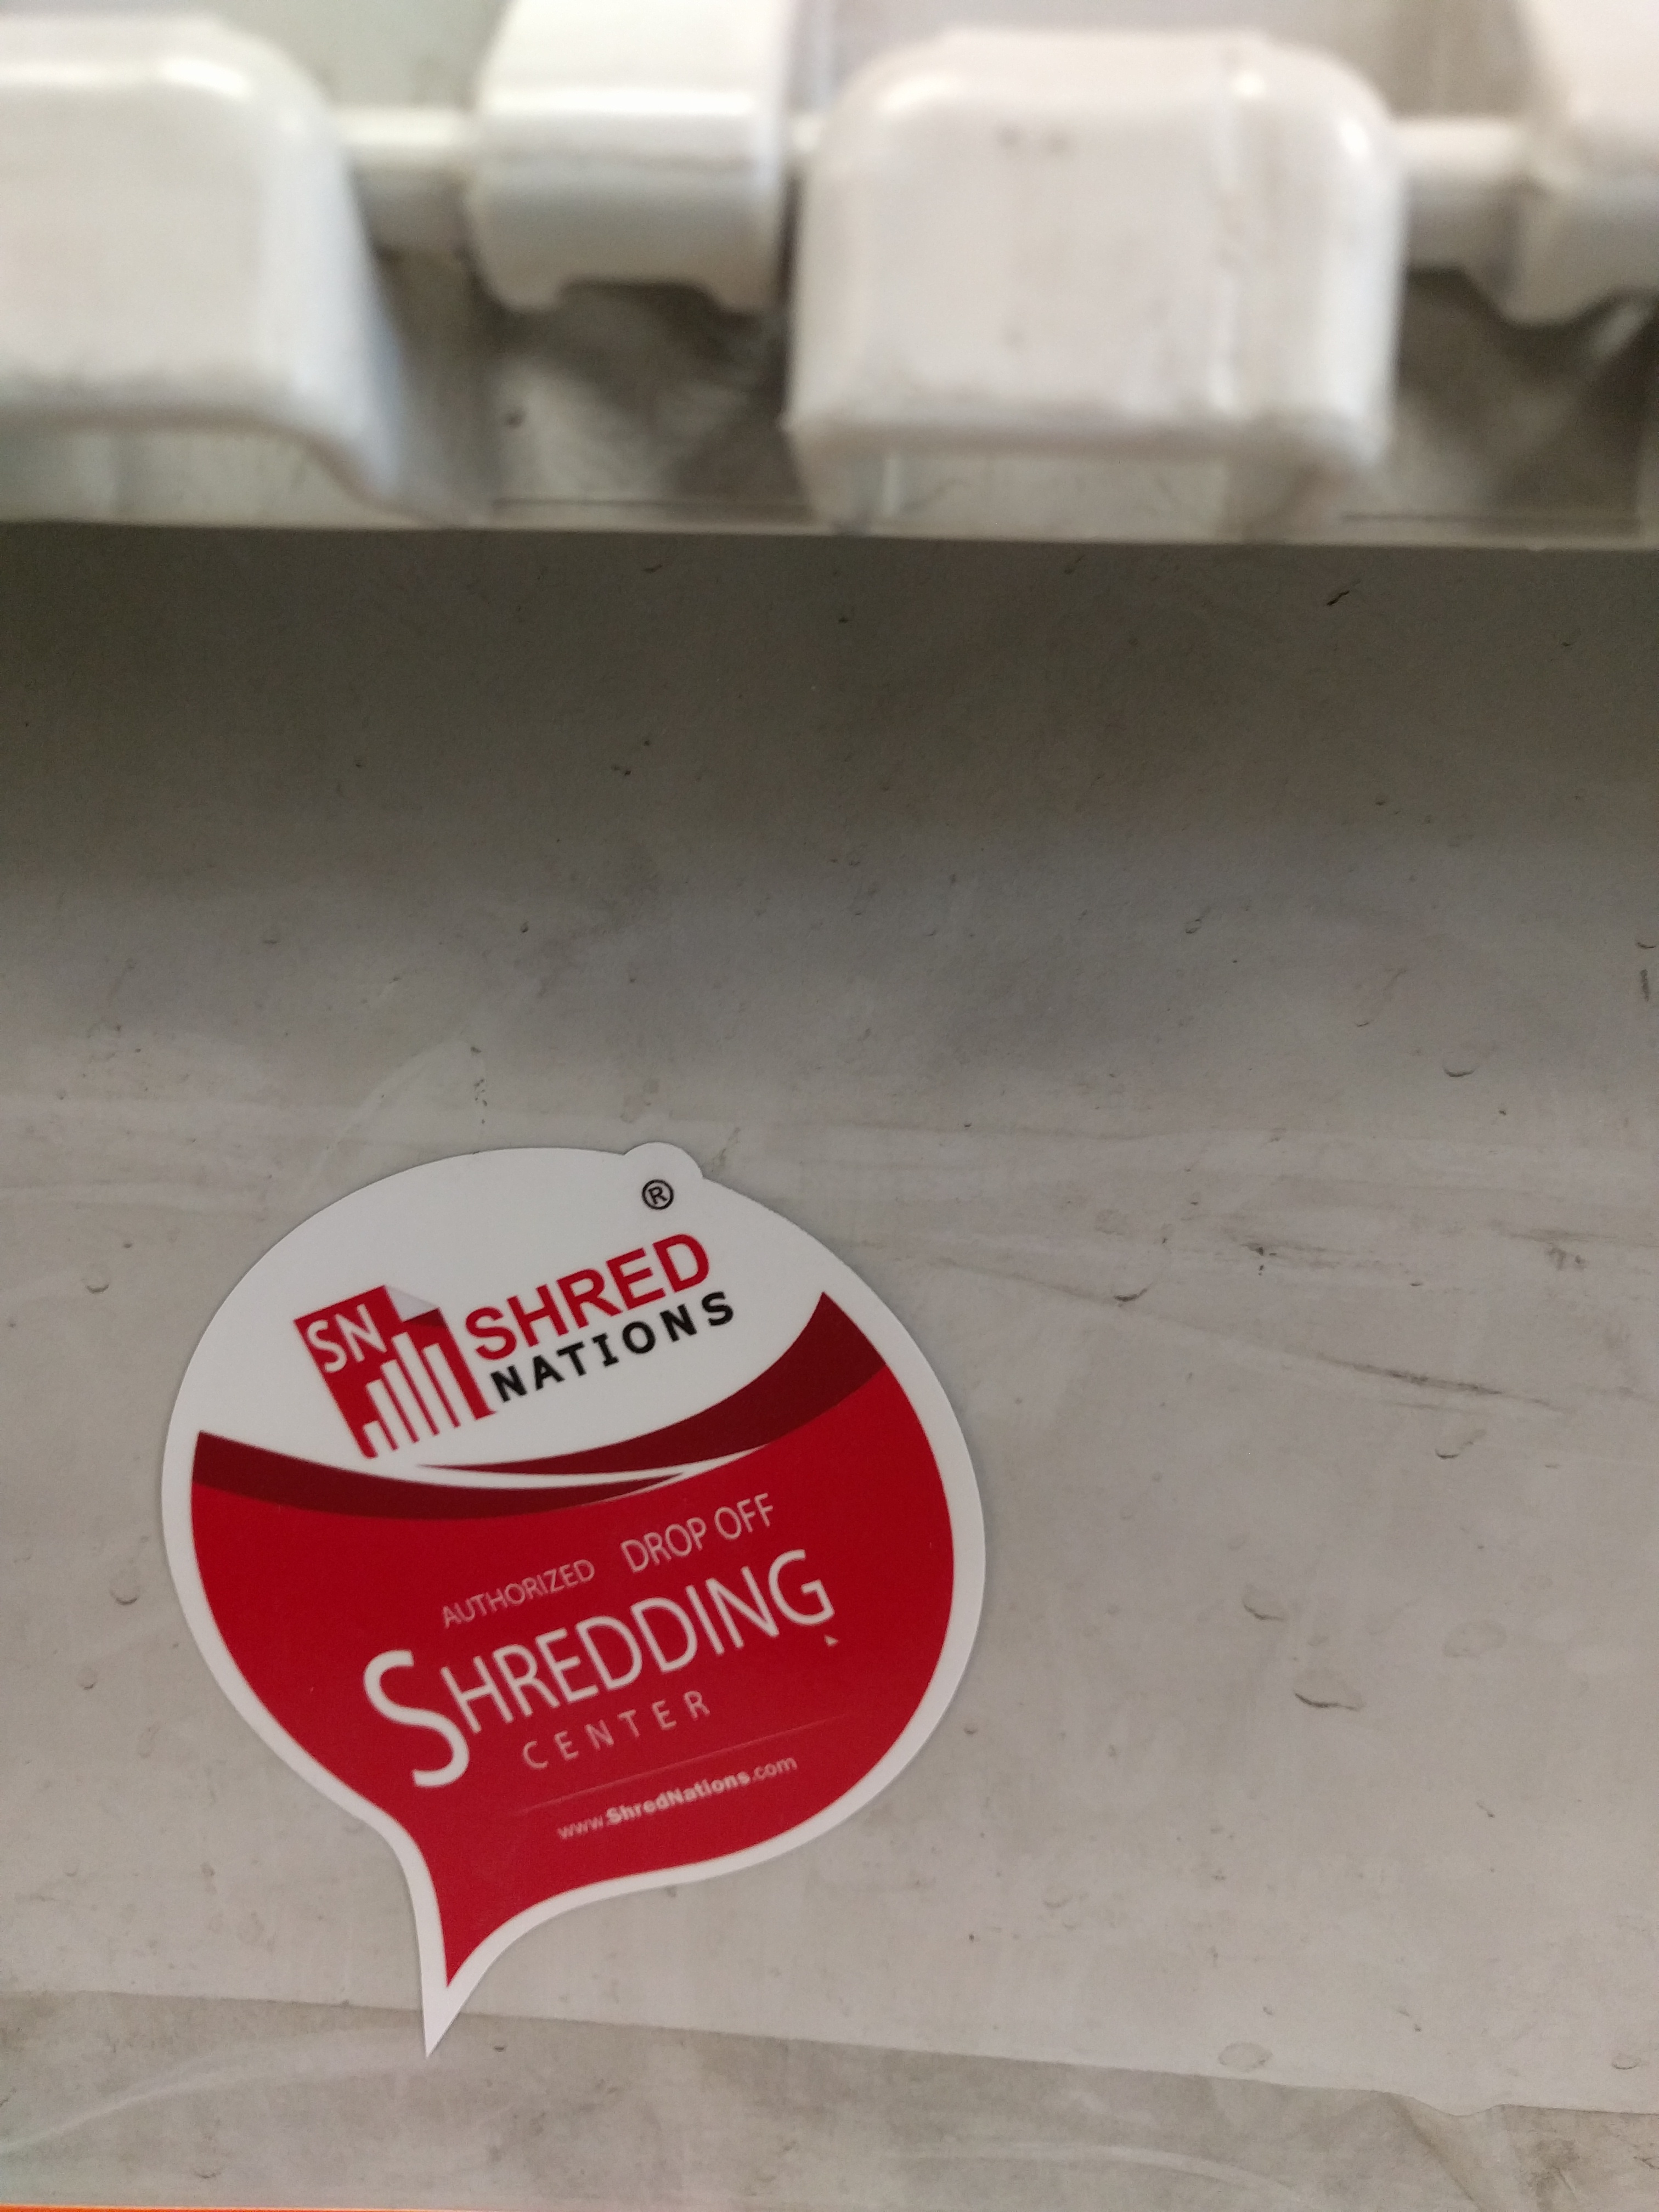 ®
SN
SHRED
NATIONS
AUTHORIZED DROP OFF
SHREDDING
CENTER
www.ShredNations.com